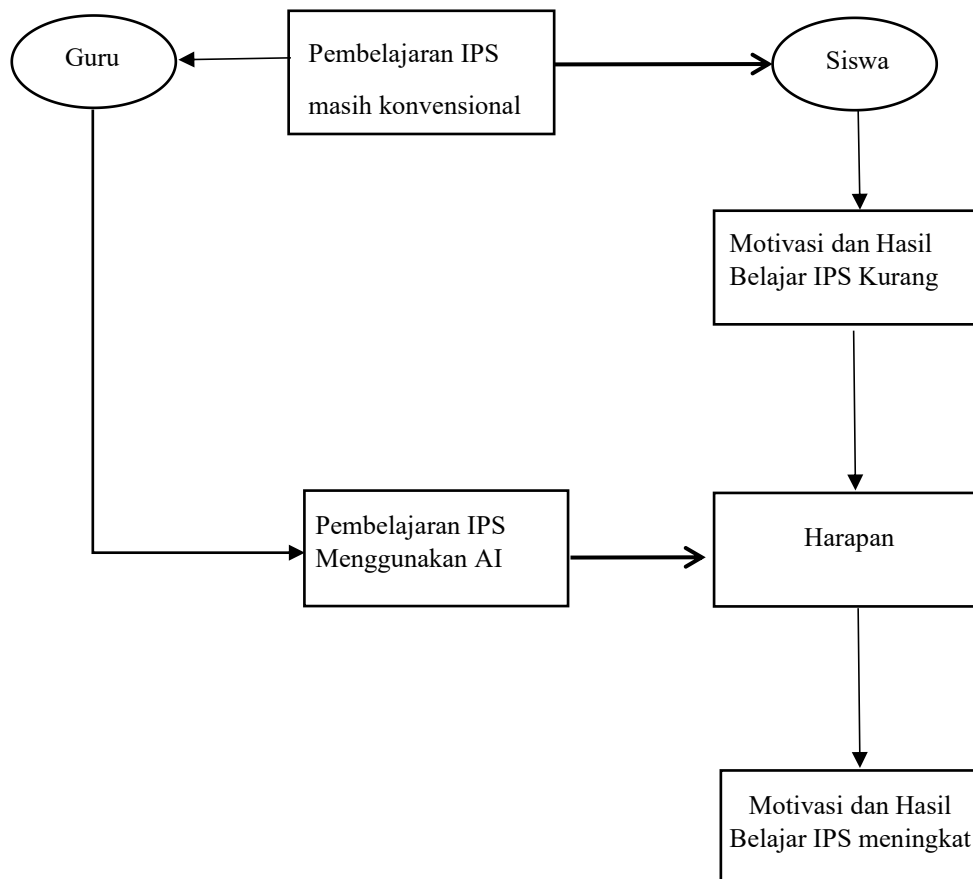 Guru
Pembelajaran IPS
masih konvensional
Siswa
Motivasi dan Hasil
Belajar IPS Kurang
Pembelajaran IPS
Menggunakan AI
Harapan
Motivasi dan Hasil
Belajar IPS meningkat